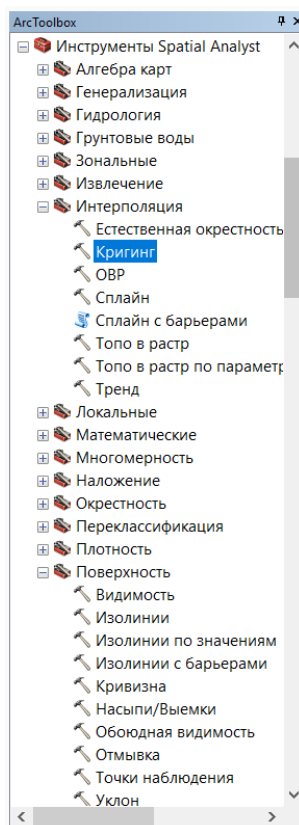 ArcToolbox
Инструменты Spatial Analyst
Алгебра карт
Генерализация
Гидрология
Грунтовые воды
Зональные
Извлечение
Интерполяция
Естественная окрестность
Кригинг
ОВР
Сплайн
Сплайн с барьерами
Топо в растр
Топо в растр по параметр
Тренд
Локальные
Математические
Многомерность
Наложение
Окрестность
Переклассификация
Плотность
Поверхность
Видимость
Изолинии
Изолинии по значениям
Изолинии с барьерами
Кривизна
Насыпи/Выемки
Обоюдная видимость
Отмывка
Точки наблюдения
Уклон